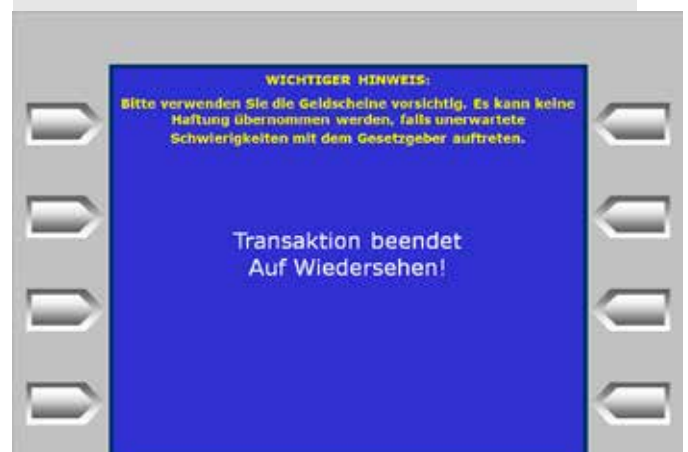 WICHTIGER HINWEIS:
Bitte verwenden Sie die Geldscheine vorsichtig. Es kann keine
Haftung übernommen werden, falls unerwartete
Schwierigkeiten mit dem Gesetzgeber auftreten.
Transaktion beendet
Auf Wiedersehen!